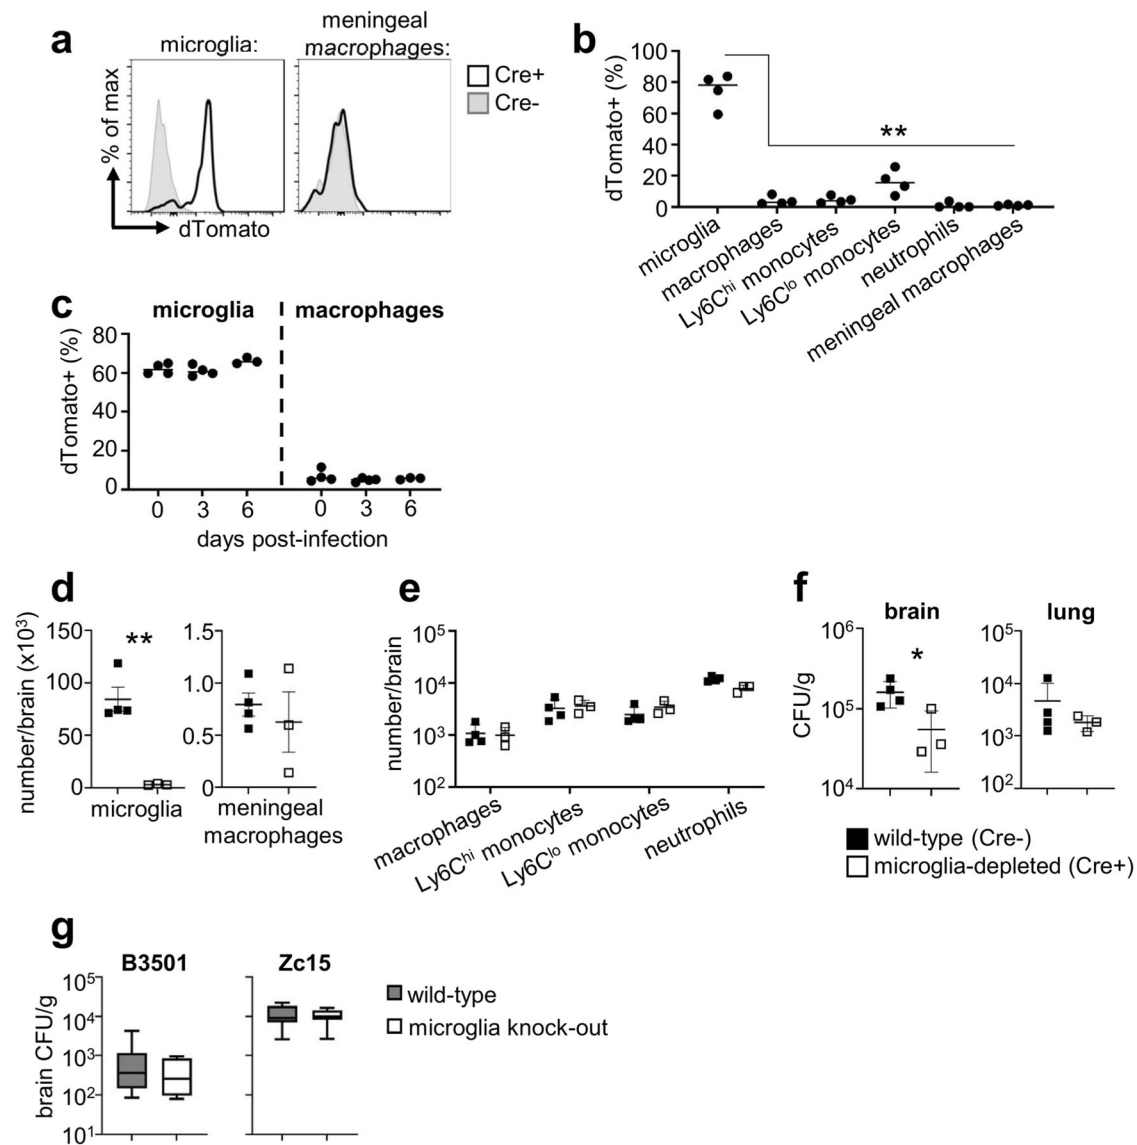 a
microglia:
meningeal
macrophages:
% of max
dTomato
Cre+
Cre-
b
dTomato+ (%)
100
80
60
40
20
0
**
microglia
macrophages
Ly6Chi monocytes
Ly6Clo monocytes
neutrophils
meningeal macrophages
c
microglia
macrophages
dTomato+ (%)
80
60
40
20
0
0 3 6 0 3 6
days post-infection
d
number/brain (x10³)
150
100
50
0
**
microglia
1.5
1.0
0.5
0
meningeal
macrophages
e
number/brain
10⁵
10⁴
10³
10²
macrophages
Ly6Chi monocytes
Ly6Clo monocytes
neutrophils
f
brain
CFU/g
10⁶
10⁵
10⁴
*
lung
10⁵
10⁴
10³
10²
wild-type (Cre-)
microglia-depleted (Cre+)
g
B3501
Zc15
brain CFU/g
10⁵
10⁴
10³
10²
10¹
wild-type
microglia knock-out